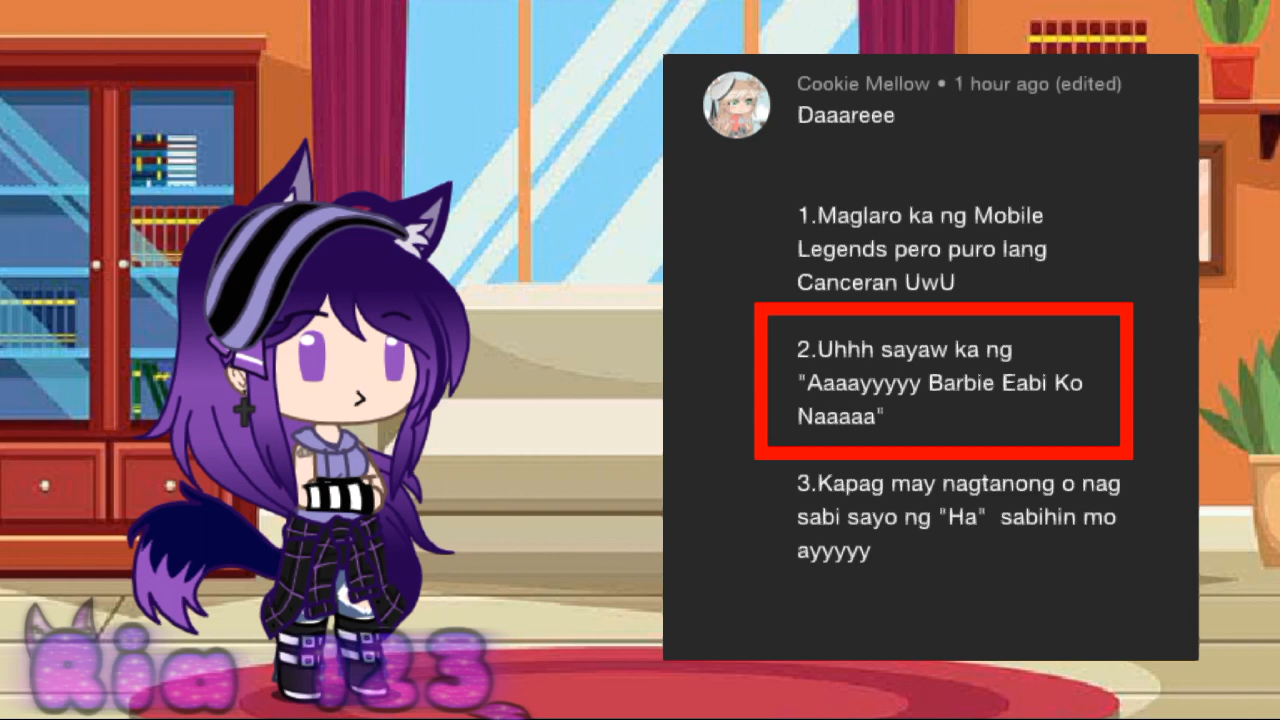 Cookie Mellow • 1 hour ago (edited)
Daaareee
1.Maglaro ka ng Mobile
Legends pero puro lang
Canceran UwU
2.Uhhh sayaw ka ng
"Aaaayyyyy Barbie Eabi Ko
Naaaaa"
3.Kapag may nagtanong o nag
sabi sayo ng "Ha" sabihin mo
ayyyyy
Ria 123